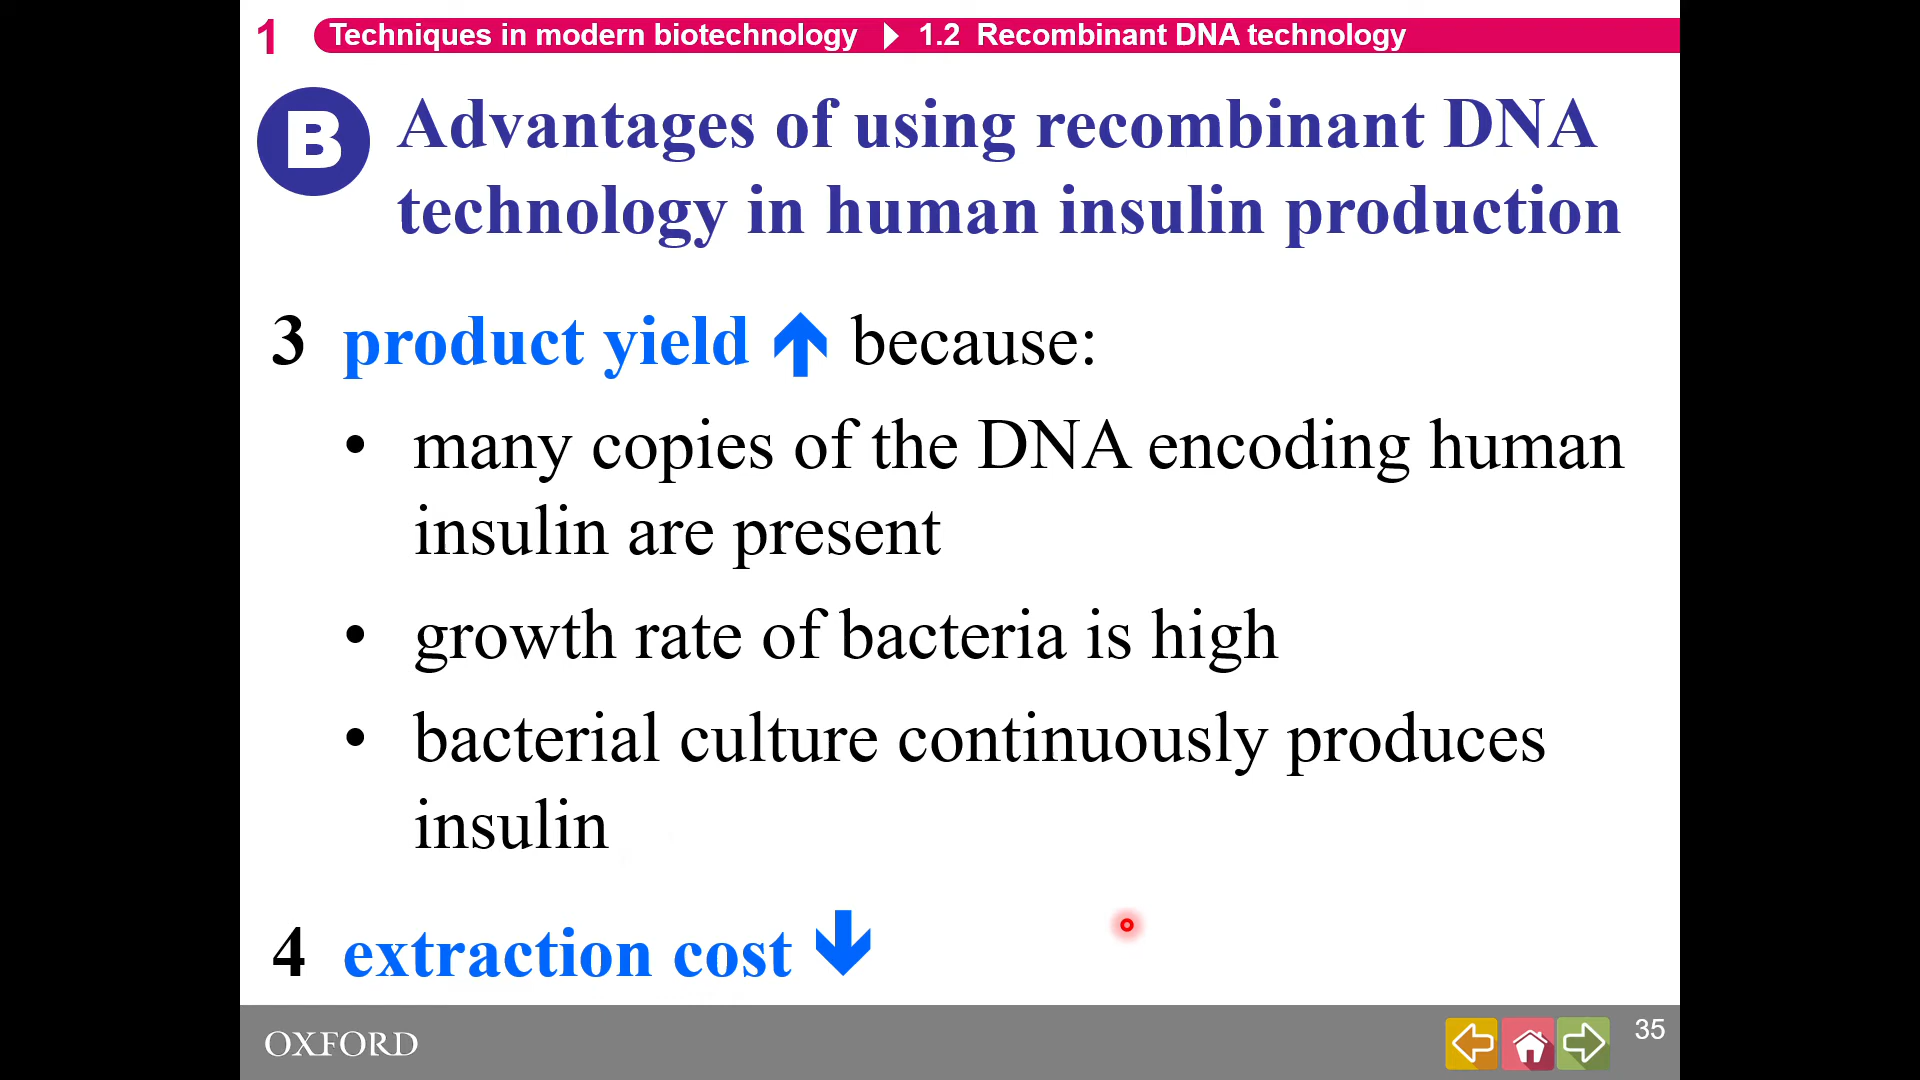 1 Techniques in modern biotechnology ▶ 1.2 Recombinant DNA technology
B Advantages of using recombinant DNA
technology in human insulin production
3 product yield ↑ because:
• many copies of the DNA encoding human
insulin are present
• growth rate of bacteria is high
• bacterial culture continuously produces
insulin
4 extraction cost ↓
OXFORD
35